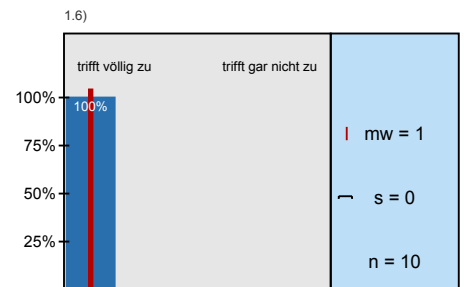 1.6)
trifft völlig zu trifft gar nicht zu
100%
100%
75%
50%
25%
mw = 1
s = 0
n = 10